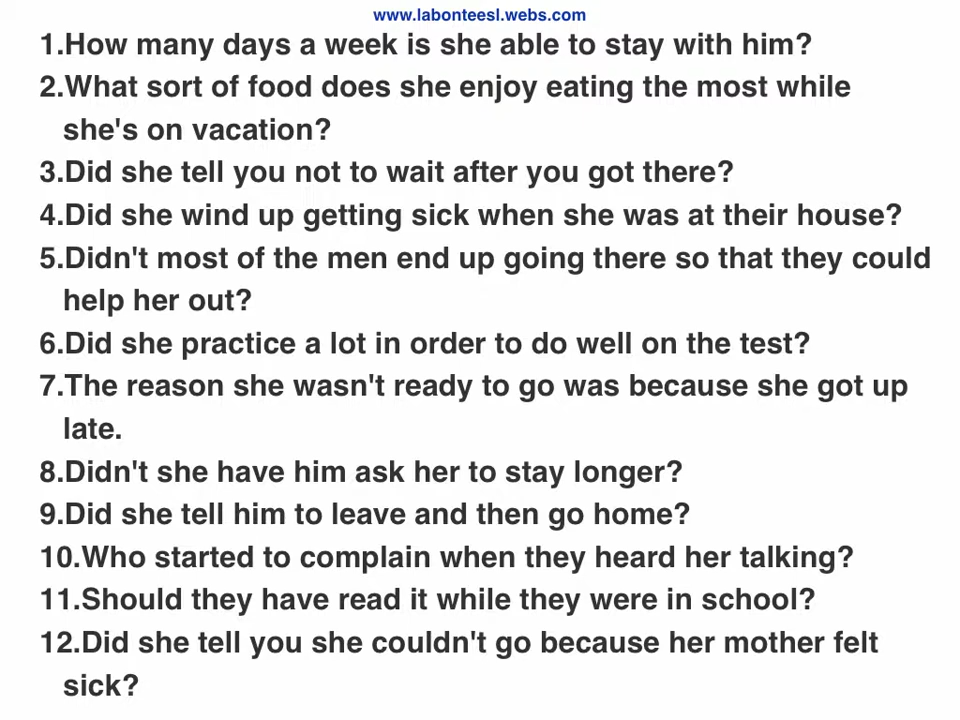 www.labonteesl.webs.com
1.How many days a week is she able to stay with him?
2.What sort of food does she enjoy eating the most while
she's on vacation?
3.Did she tell you not to wait after you got there?
4.Did she wind up getting sick when she was at their house?
5.Didn't most of the men end up going there so that they could
help her out?
6.Did she practice a lot in order to do well on the test?
7.The reason she wasn't ready to go was because she got up
late.
8.Didn't she have him ask her to stay longer?
9.Did she tell him to leave and then go home?
10.Who started to complain when they heard her talking?
11.Should they have read it while they were in school?
12.Did she tell you she couldn't go because her mother felt
sick?